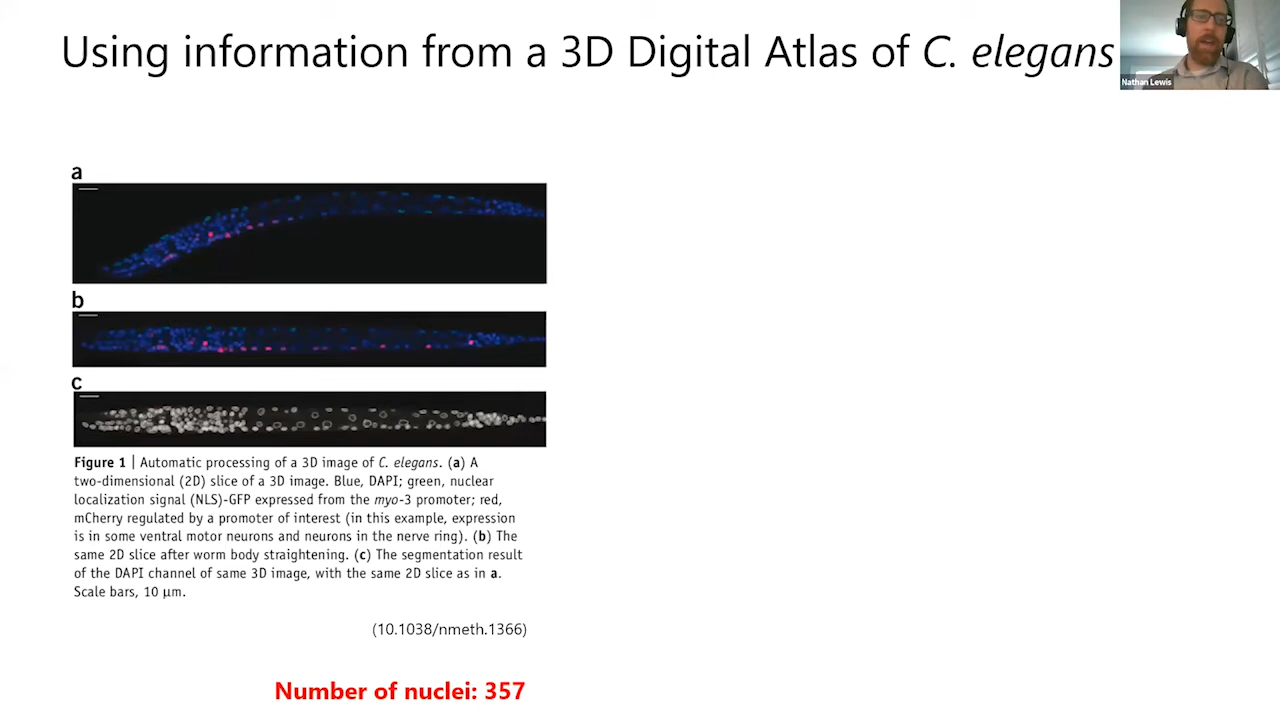 Using information from a 3D Digital Atlas of C. elegans
Nathan Lewis
a
b
c
Figure 1 | Automatic processing of a 3D image of C. elegans. (a) A
two-dimensional (2D) slice of a 3D image. Blue, DAPI; green, nuclear
localization signal (NLS)-GFP expressed from the myo-3 promoter; red,
mCherry regulated by a promoter of interest (in this example, expression
is in some ventral motor neurons and neurons in the nerve ring). (b) The
same 2D slice after worm body straightening. (c) The segmentation result
of the DAPI channel of same 3D image, with the same 2D slice as in a.
Scale bars, 10 μm.
(10.1038/nmeth.1366)
Number of nuclei: 357